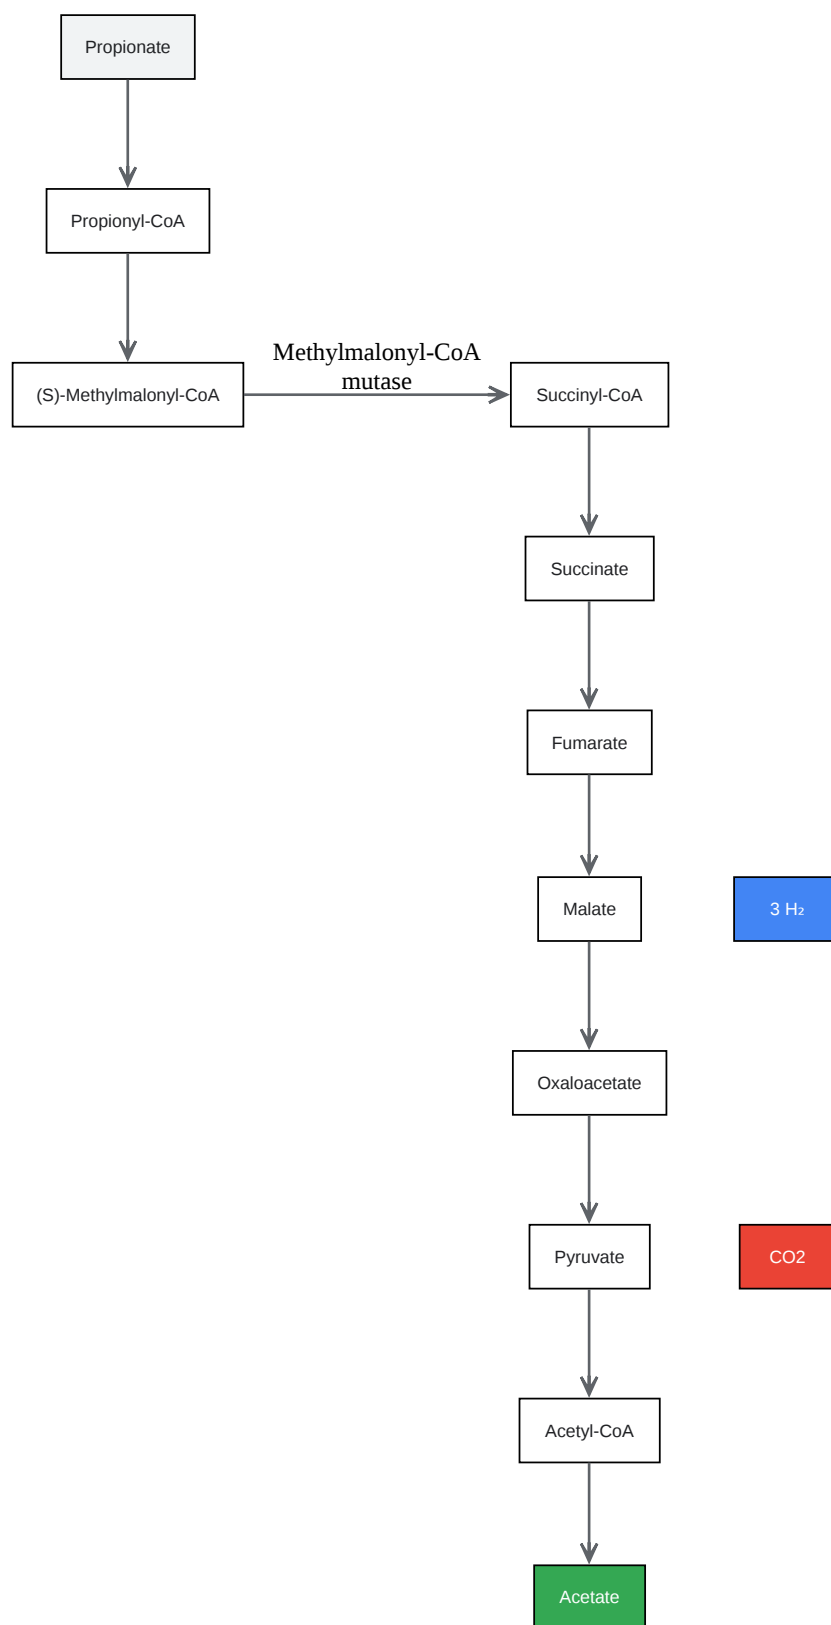 Propionate
Propionyl-CoA
Methylmalonyl-CoA
mutase
(S)-Methylmalonyl-CoA
Succinyl-CoA
Succinate
Fumarate
Malate
3 H₂
Oxaloacetate
Pyruvate
CO2
Acetyl-CoA
Acetate